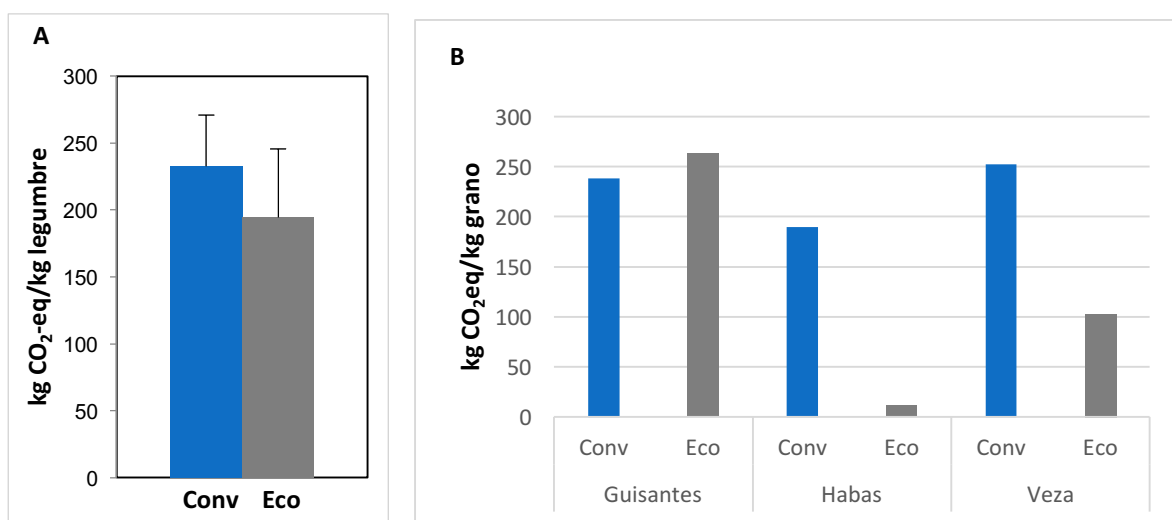 A
300
250
200
150
100
50
0
kg CO₂-eq/kg legumbre
Conv Eco
B
300
250
200
150
100
50
0
kg CO₂eq/kg grano
Conv Eco Conv Eco Conv Eco
Guisantes Habas Veza